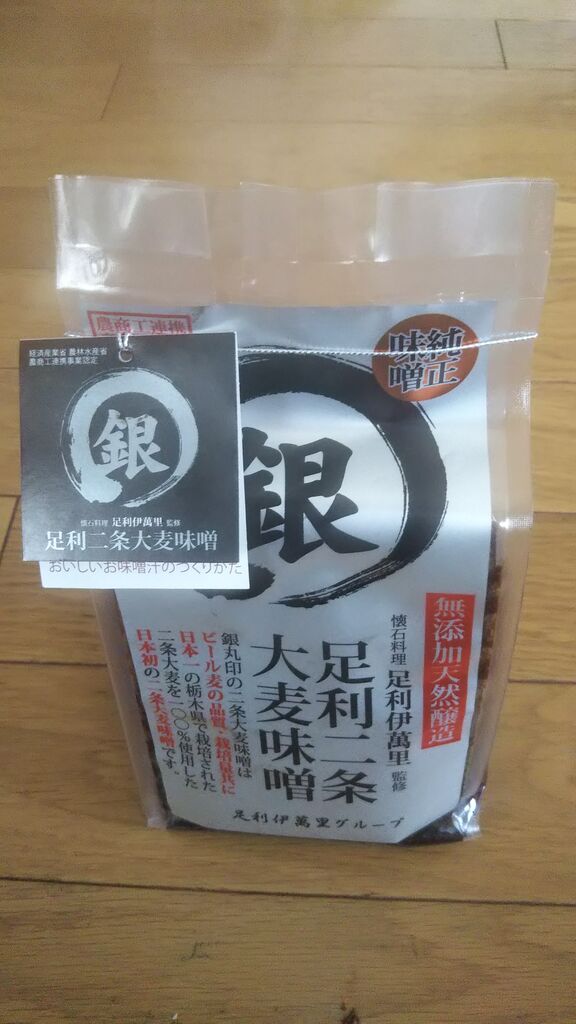 農商工連携
経済産業省 農林水産省
農商工連携事業認定
銀
懐石料理 足利伊萬里 監修
足利二条大麦味噌
おいしいお味噌汁のつくりかた
純正
味噌
銀
無添加天然醸造
懐石料理 足利伊萬里 監修
足利二条
大麦味噌
銀丸印の二条大麦味噌は
ビール麦の品質・栽培量共に
日本一の栃木県で栽培された
二条大麦を一〇〇%使用した
日本初の二条大麦味噌です。
足利伊萬里グループ